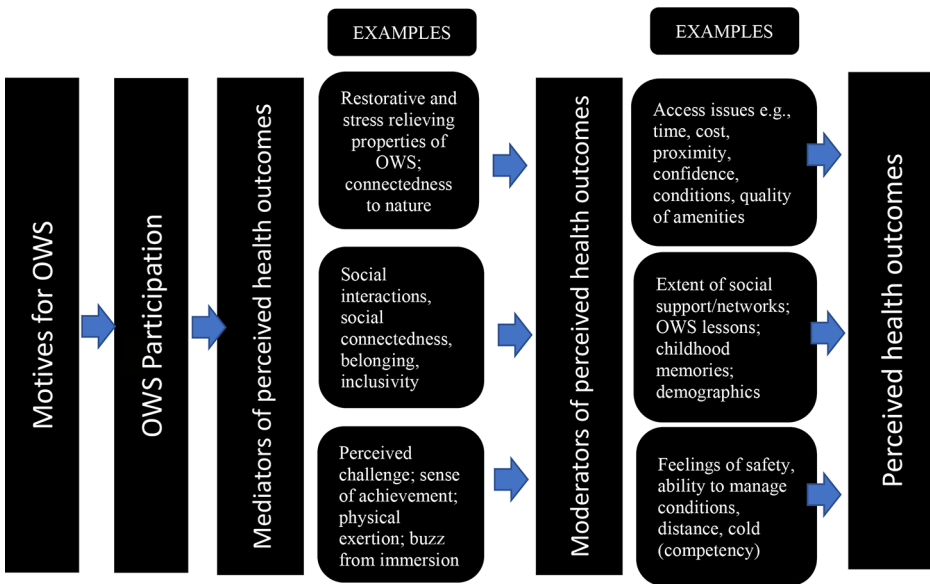 EXAMPLES
EXAMPLES
Motives for OWS
OWS Participation
Mediators of perceived health outcomes
Restorative and
stress relieving
properties of
OWS;
connectedness
to nature
Social
interactions,
social
connectedness,
belonging,
inclusivity
Perceived
challenge; sense
of achievement;
physical
exertion; buzz
from immersion
Moderators of perceived health outcomes
Access issues e.g.,
time, cost,
proximity,
confidence,
conditions, quality
of amenities
Extent of social
support/networks;
OWS lessons;
childhood
memories;
demographics
Feelings of safety,
ability to manage
conditions,
distance, cold
(competency)
Perceived health outcomes